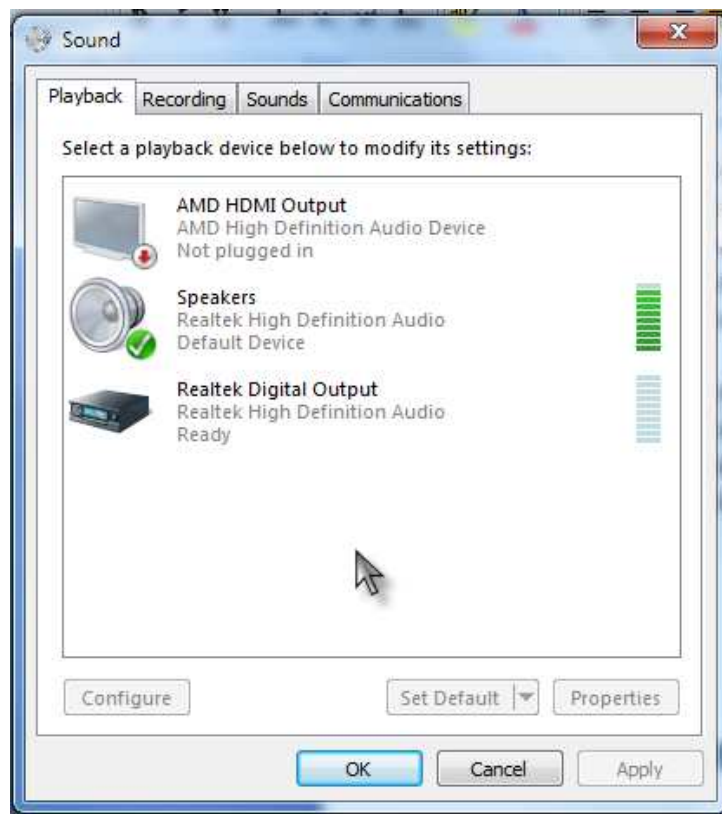 Sound
Playback Recording Sounds Communications
Select a playback device below to modify its settings:
AMD HDMI Output
AMD High Definition Audio Device
Not plugged in
Speakers
Realtek High Definition Audio
Default Device
Realtek Digital Output
Realtek High Definition Audio
Ready
Configure Set Default Properties
OK Cancel Apply